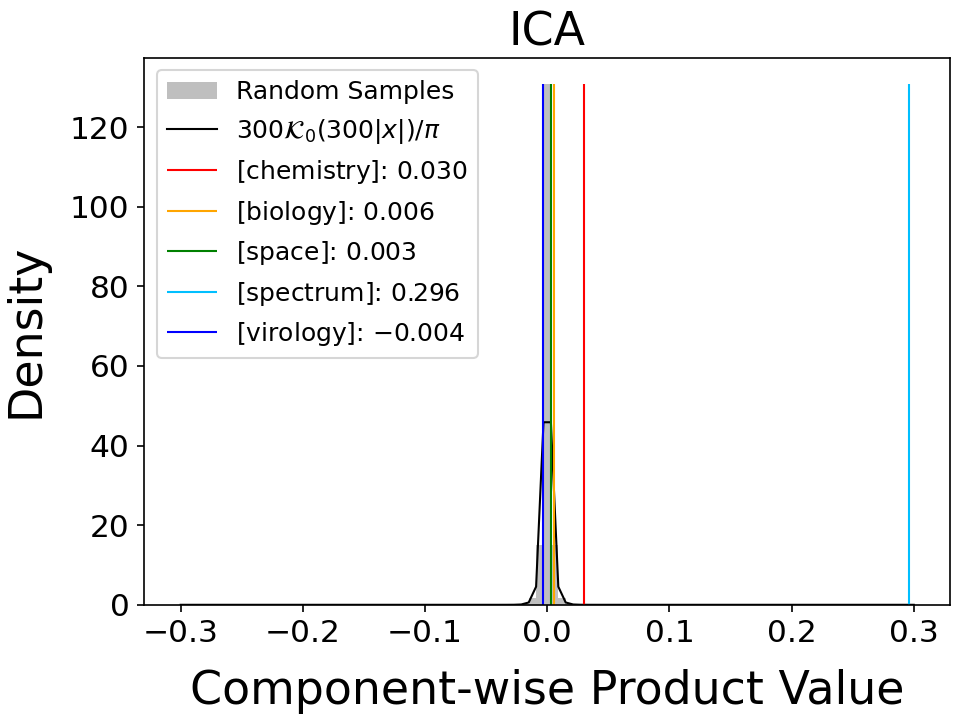 ICA
Density
120
100
80
60
40
20
0
Random Samples
300𝒦₀(300|x|)/π
[chemistry]: 0.030
[biology]: 0.006
[space]: 0.003
[spectrum]: 0.296
[virology]: −0.004
−0.3 −0.2 −0.1 0.0 0.1 0.2 0.3
Component-wise Product Value